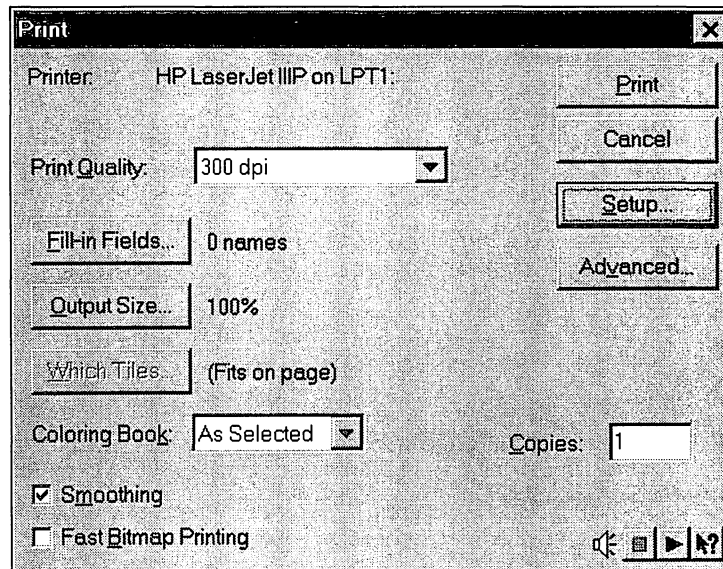 Print
Printer: HP LaserJet IIIP on LPT1:
Print
Cancel
Print Quality: 300 dpi
Setup...
Fill-in Fields... 0 names
Advanced...
Output Size... 100%
Which Tiles... (Fits on page)
Coloring Book: As Selected
Copies: 1
Smoothing
Fast Bitmap Printing
?